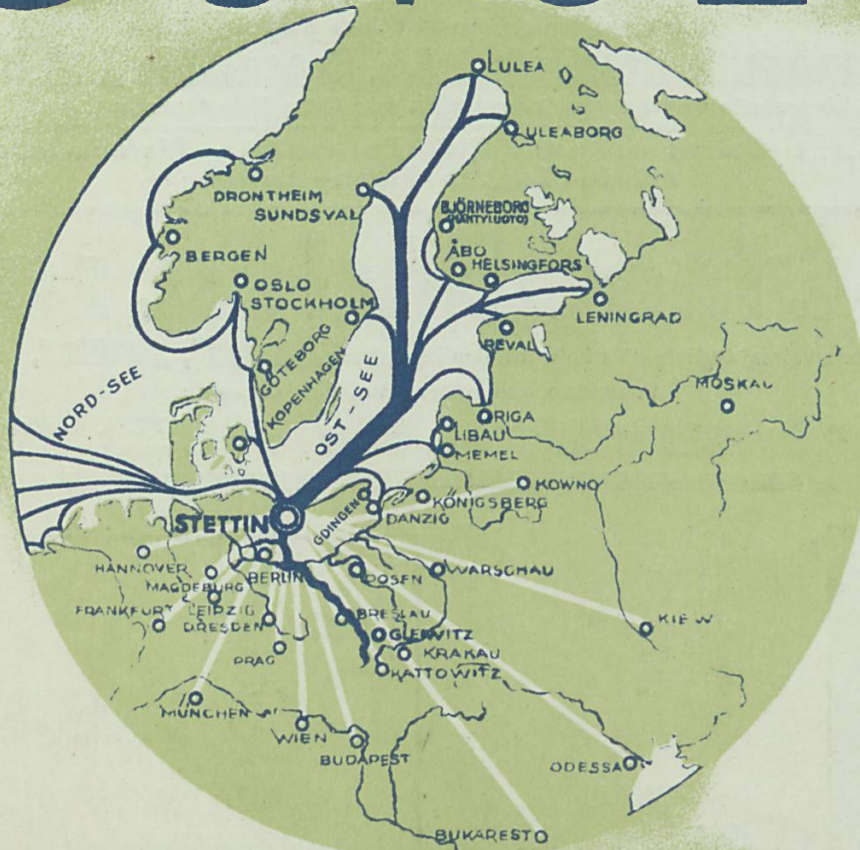 LULEA
ULEABORG
DRONTHEIM
SUNDSVAL
BJÖRNEBORG
(MÄNTYLUOTO)
BERGEN
ÅBO
HELSINGFORS
OSLO
STOCKHOLM
LENINGRAD
REVAL
GÖTEBORG
KOPENHAGEN
NORD-SEE
OST-SEE
MOSKAU
RIGA
LIBAU
MEMEL
KOWNO
KÖNIGSBERG
GDINGEN
DANZIG
STETTIN
HANNOVER
BERLIN
POSEN
WARSCHAU
MAGDEBURG
FRANKFURT
LEIPZIG
BRESLAU
DRESDEN
KIEW
GLEIWITZ
PRAG
KRAKAU
KATTOWITZ
MÜNCHEN
WIEN
BUDAPEST
ODESSA
BUKAREST